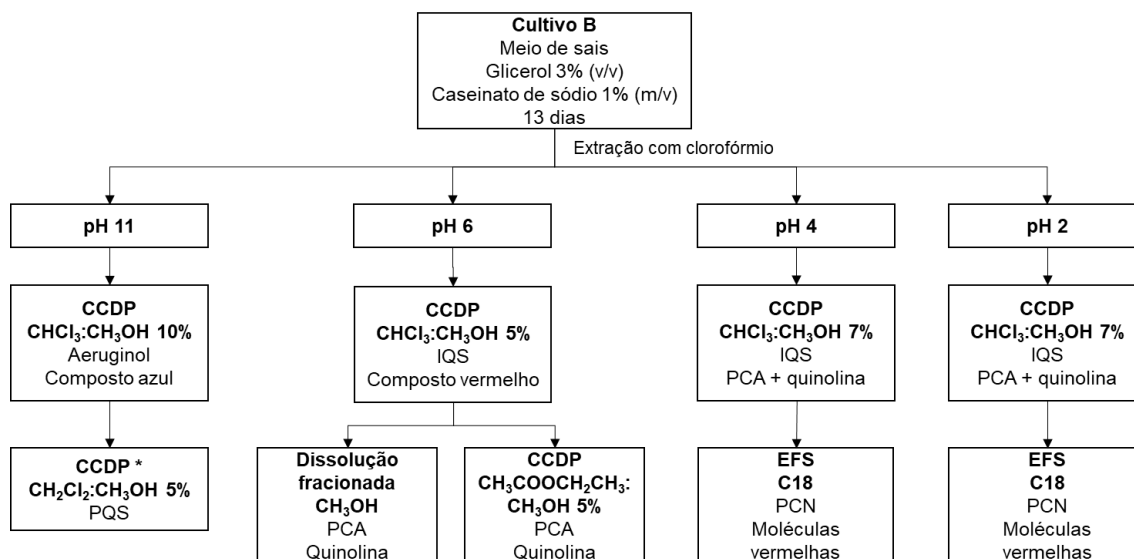 Cultivo B
Meio de sais
Glicerol 3% (v/v)
Caseinato de sódio 1% (m/v)
13 dias
Extração com clorofórmio
pH 11
pH 6
pH 4
pH 2
CCDP
CHCl₃:CH₃OH 10%
Aeruginol
Composto azul
CCDP
CHCl₃:CH₃OH 5%
IQS
Composto vermelho
CCDP
CHCl₃:CH₃OH 7%
IQS
PCA + quinolina
CCDP
CHCl₃:CH₃OH 7%
IQS
PCA + quinolina
CCDP *
CH₂Cl₂:CH₃OH 5%
PQS
Dissolução
fracionada
CH₃OH
PCA
Quinolina
CCDP
CH₃COOCH₂CH₃:
CH₃OH 5%
PCA
Quinolina
EFS
C18
PCN
Moléculas
vermelhas
EFS
C18
PCN
Moléculas
vermelhas